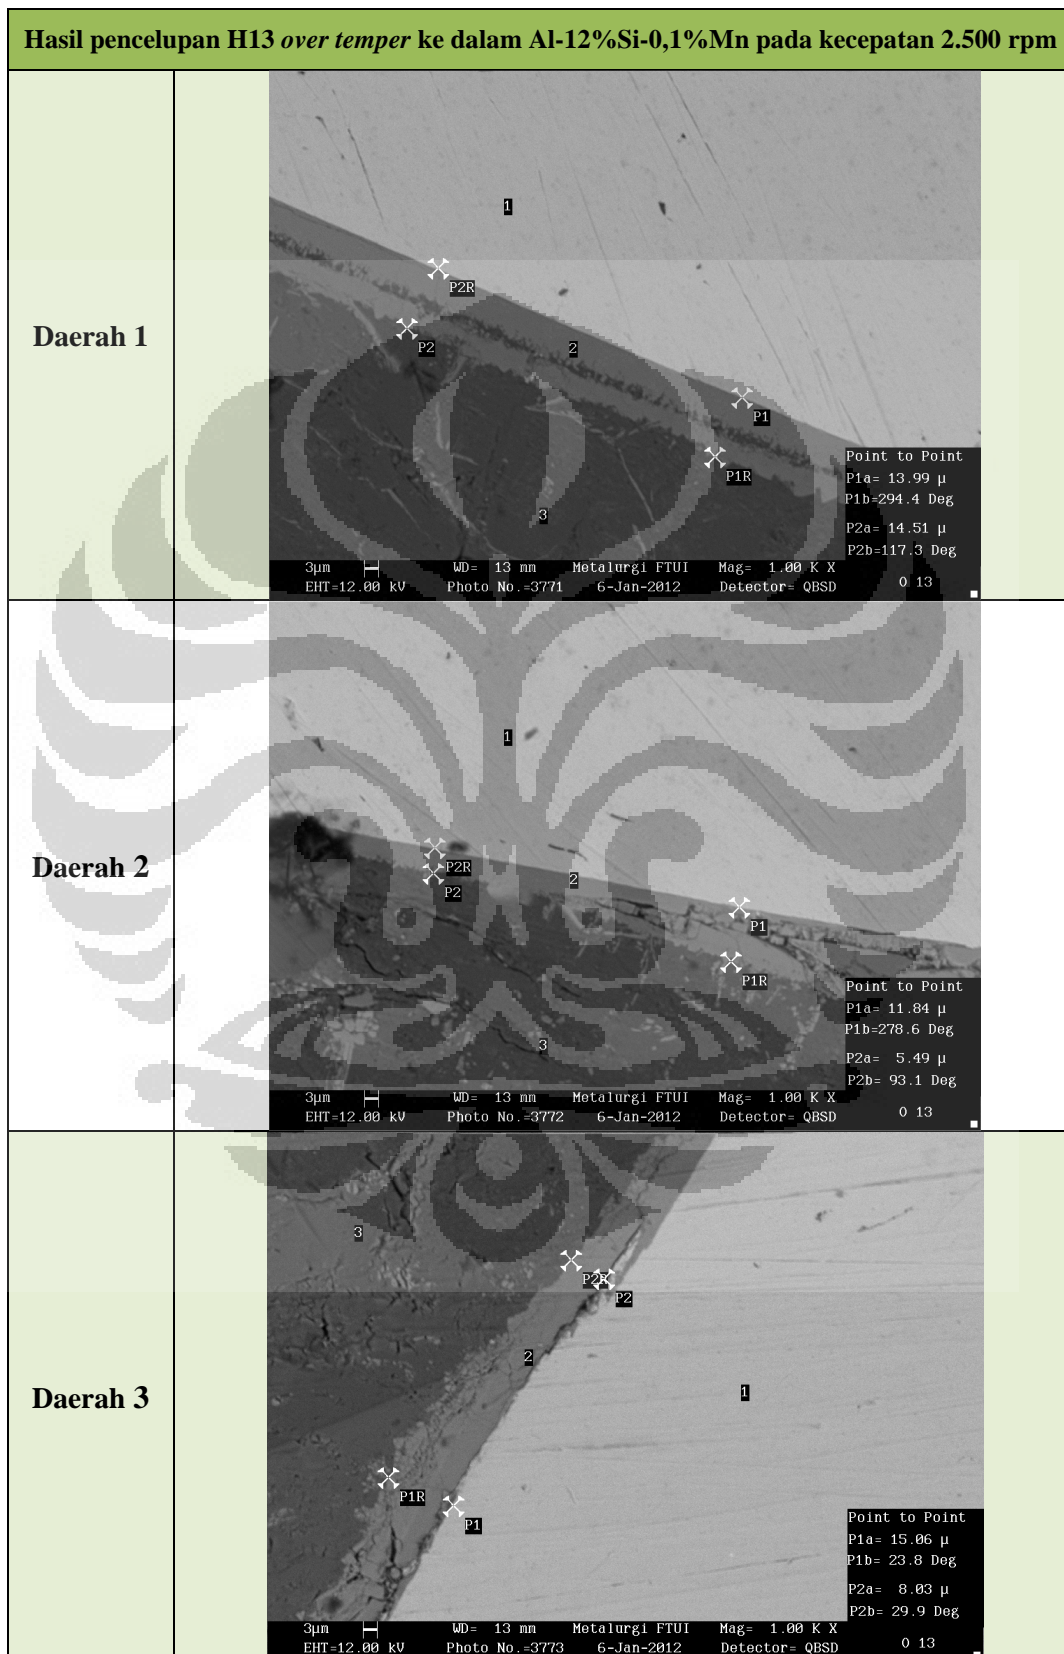 Hasil pencelupan H13 over temper ke dalam Al-12%Si-0,1%Mn pada kecepatan 2.500 rpm
Daerah 1
1
P2R
P2
2
P1
P1R
3
Point to Point
P1a= 13.99 µ
P1b=294.4 Deg
P2a= 14.51 µ
P2b=117.3 Deg
O 13
3µm WD= 13 mm Metalurgi FTUI Mag= 1.00 K X
EHT=12.00 kV Photo No.=3771 6-Jan-2012 Detector= QBSD
Daerah 2
1
P2R
P2
2
P1
P1R
3
Point to Point
P1a= 11.84 µ
P1b=278.6 Deg
P2a= 5.49 µ
P2b= 93.1 Deg
O 13
3µm WD= 13 mm Metalurgi FTUI Mag= 1.00 K X
EHT=12.00 kV Photo No.=3772 6-Jan-2012 Detector= QBSD
Daerah 3
3
P2R
P2
2
1
P1R
P1
Point to Point
P1a= 15.06 µ
P1b= 23.8 Deg
P2a= 8.03 µ
P2b= 29.9 Deg
O 13
3µm WD= 13 mm Metalurgi FTUI Mag= 1.00 K X
EHT=12.00 kV Photo No.=3773 6-Jan-2012 Detector= QBSD